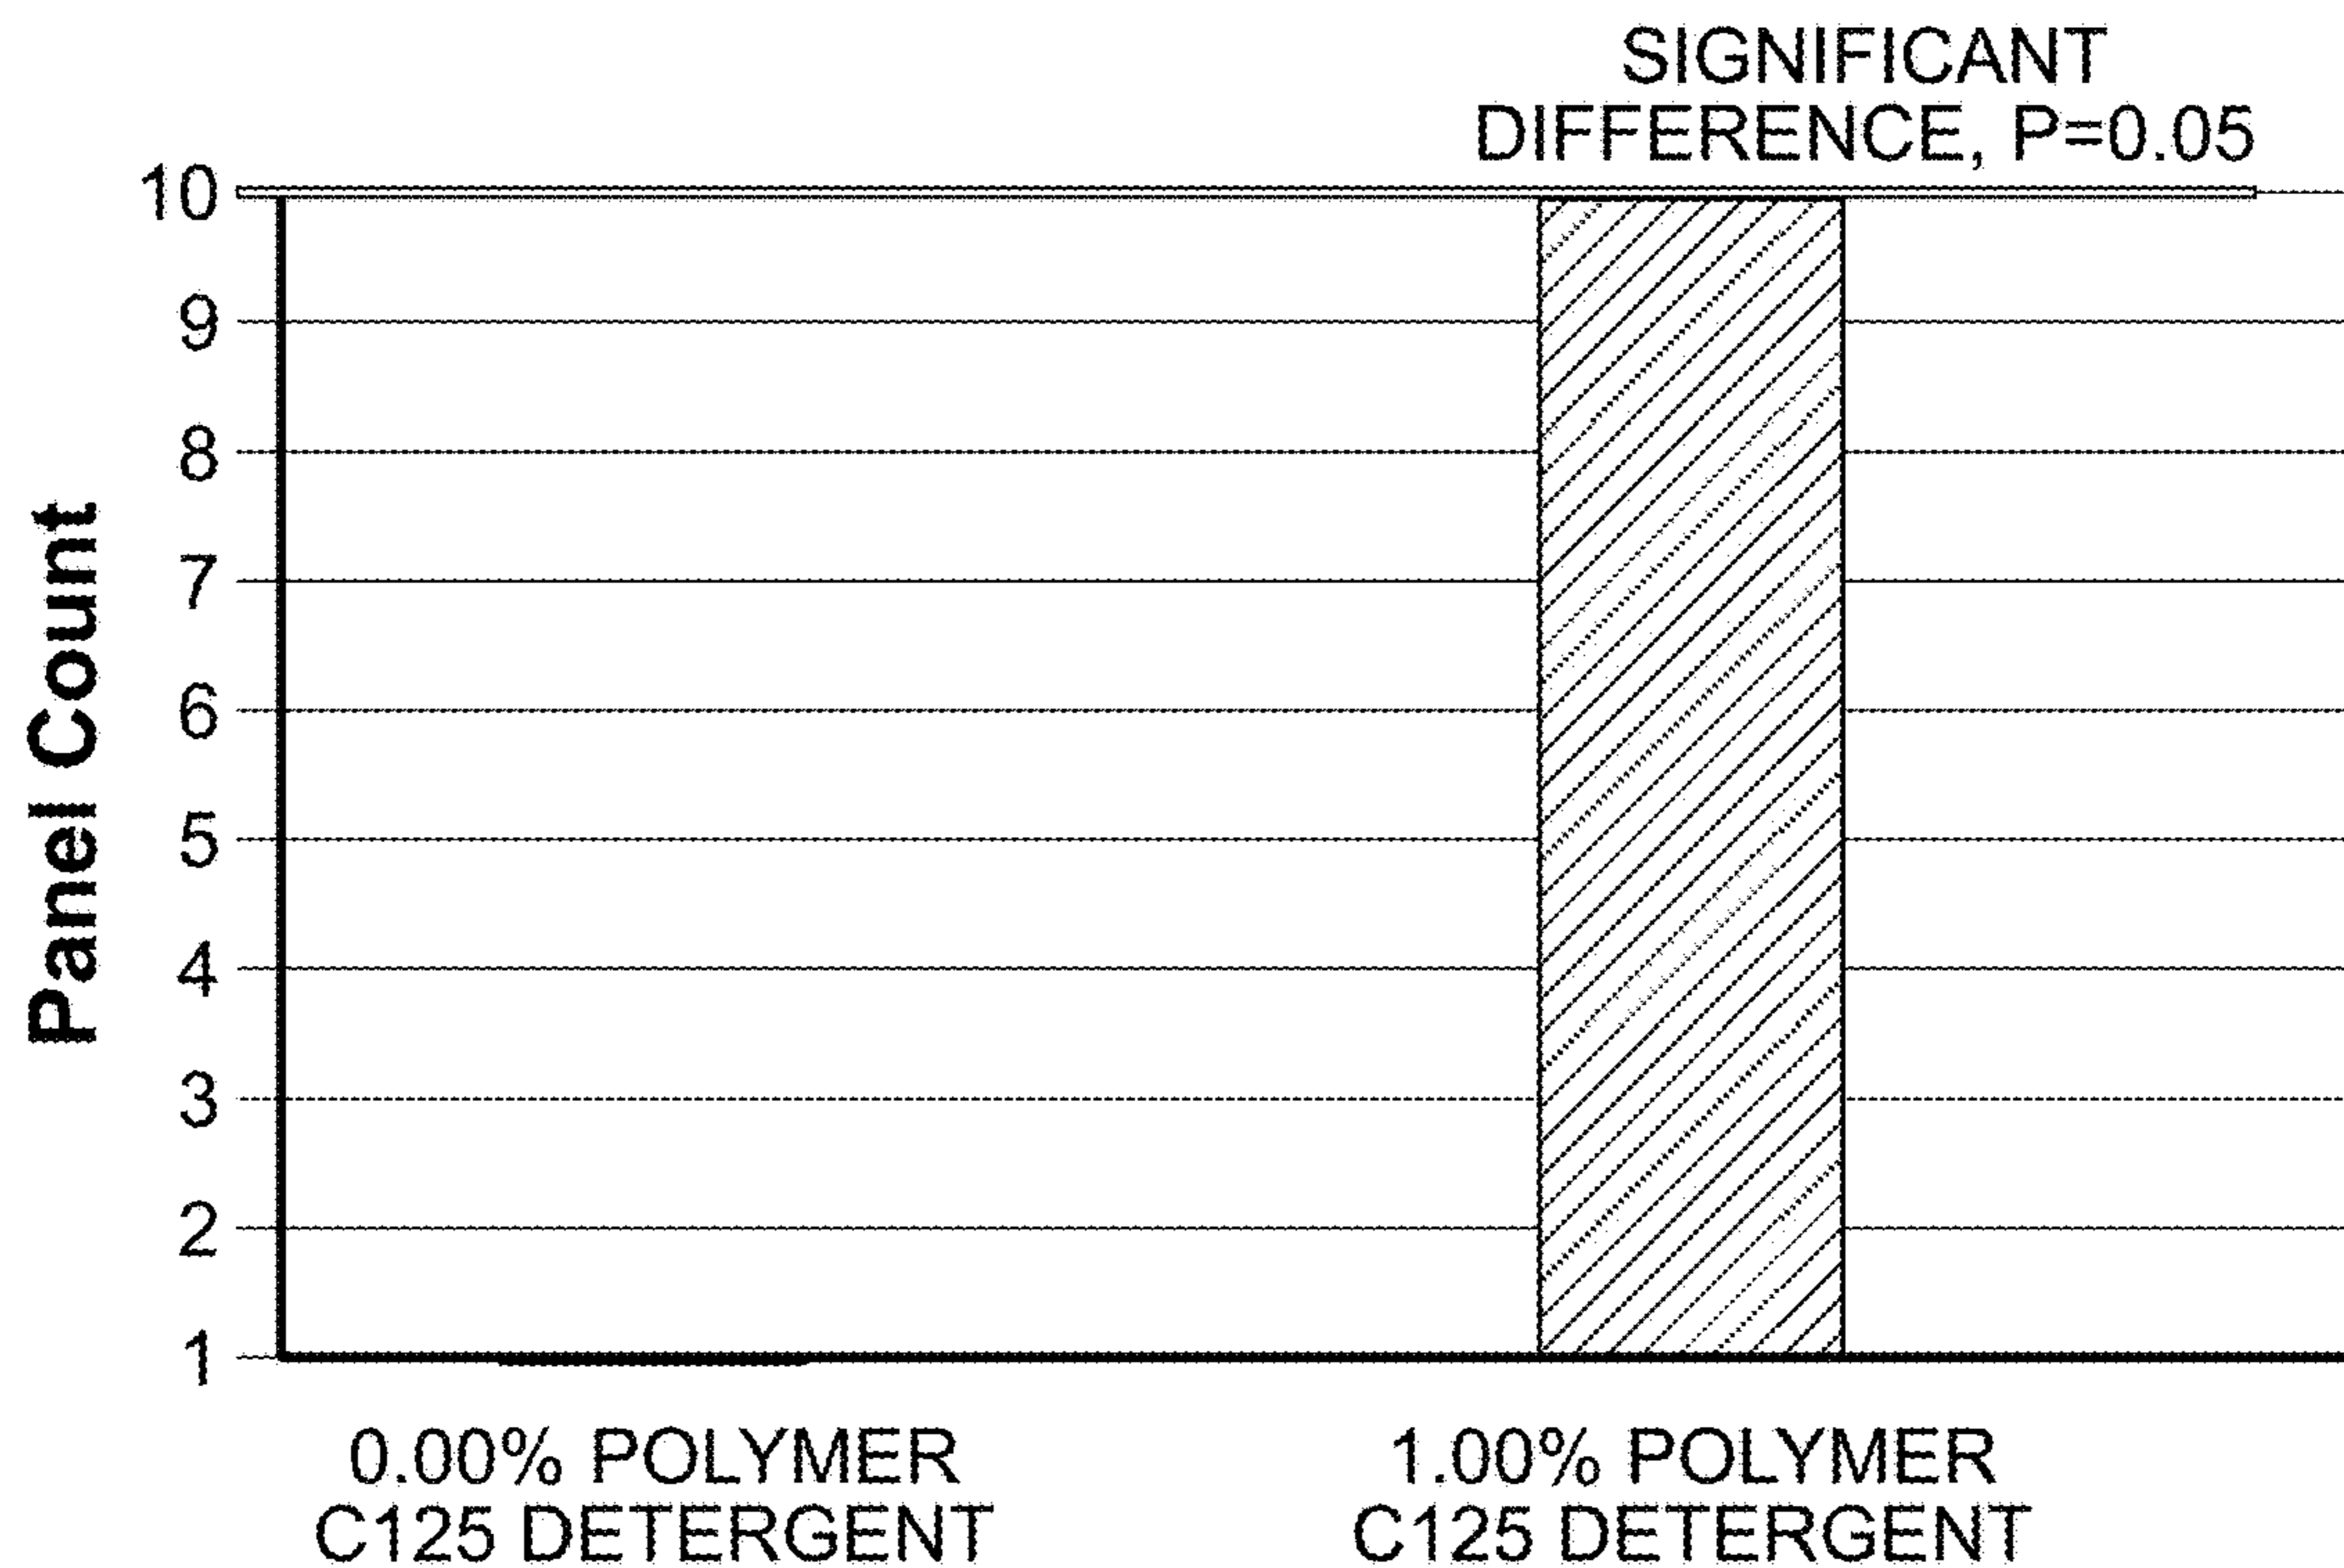 SIGNIFICANT
DIFFERENCE, P=0.05
10
9
8
7
6
5
4
3
2
1
Panel Count
0.00% POLYMER
C125 DETERGENT
1.00% POLYMER
C125 DETERGENT